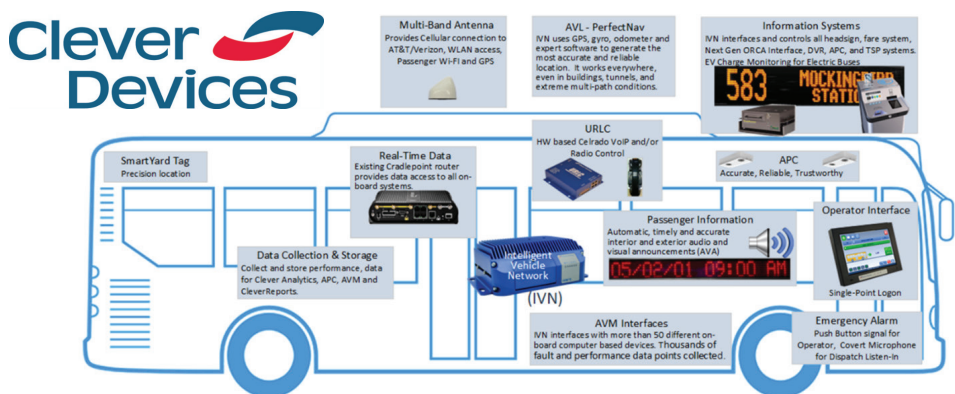 Clever
Devices
Multi-Band Antenna
Provides Cellular connection to
AT&T/Verizon, WLAN access,
Passenger Wi-FI and GPS
AVL - PerfectNav
IVN uses GPS, gyro, odometer and
expert software to generate the
most accurate and reliable
location. It works everywhere,
even in buildings, tunnels, and
extreme multi-path conditions.
Information Systems
IVN interfaces and controls all headsign, fare system,
Next Gen ORCA Interface, DVR, APC, and TSP systems.
EV Charge Monitoring for Electric Buses
583 MOCKINGBIRD
STATION
SmartYard Tag
Precision location
Real-Time Data
Existing Cradlepoint router
provides data access to all on-
board systems.
URLC
HW based Celrado VoIP and/or
Radio Control
APC
Accurate, Reliable, Trustworthy
Data Collection & Storage
Collect and store performance, data
for Clever Analytics, APC, AVM and
CleverReports.
Intelligent
Vehicle
Network
(IVN)
Passenger Information
Automatic, timely and accurate
interior and exterior audio and
visual announcements (AVA)
05/02/01 09:00 AM
Operator Interface
Single-Point Logon
AVM Interfaces
IVN interfaces with more than 50 different on-
board computer based devices. Thousands of
fault and performance data points collected.
Emergency Alarm
Push Button signal for
Operator, Covert Microphone
for Dispatch Listen-In